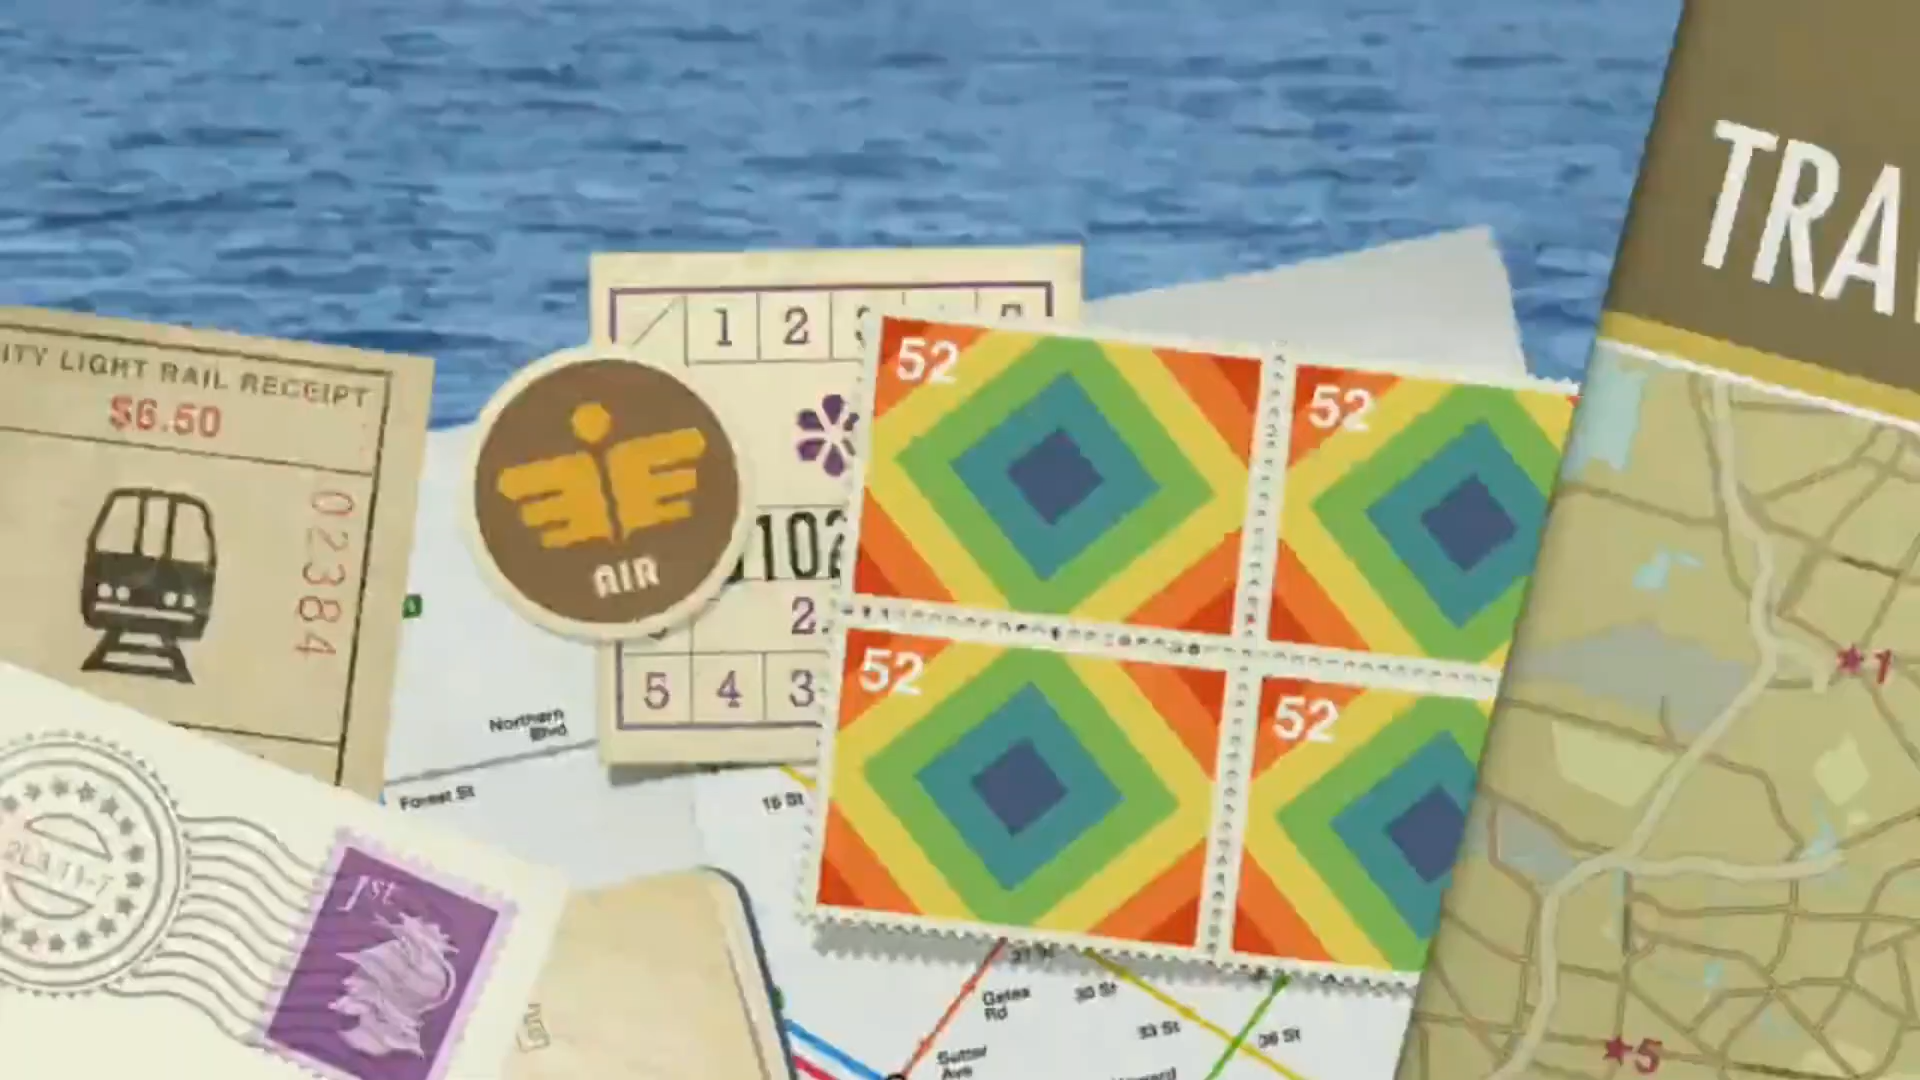 TRA
1 2
52
52
ITY LIGHT RAIL RECEIPT
$6.50
02384
AIR
102
2
5 4 3
52
52
Northern
Blvd
Forest St
16 St
1st
Gates
Rd
30 St
33 St
36 St
Sutter
Ave
1
5